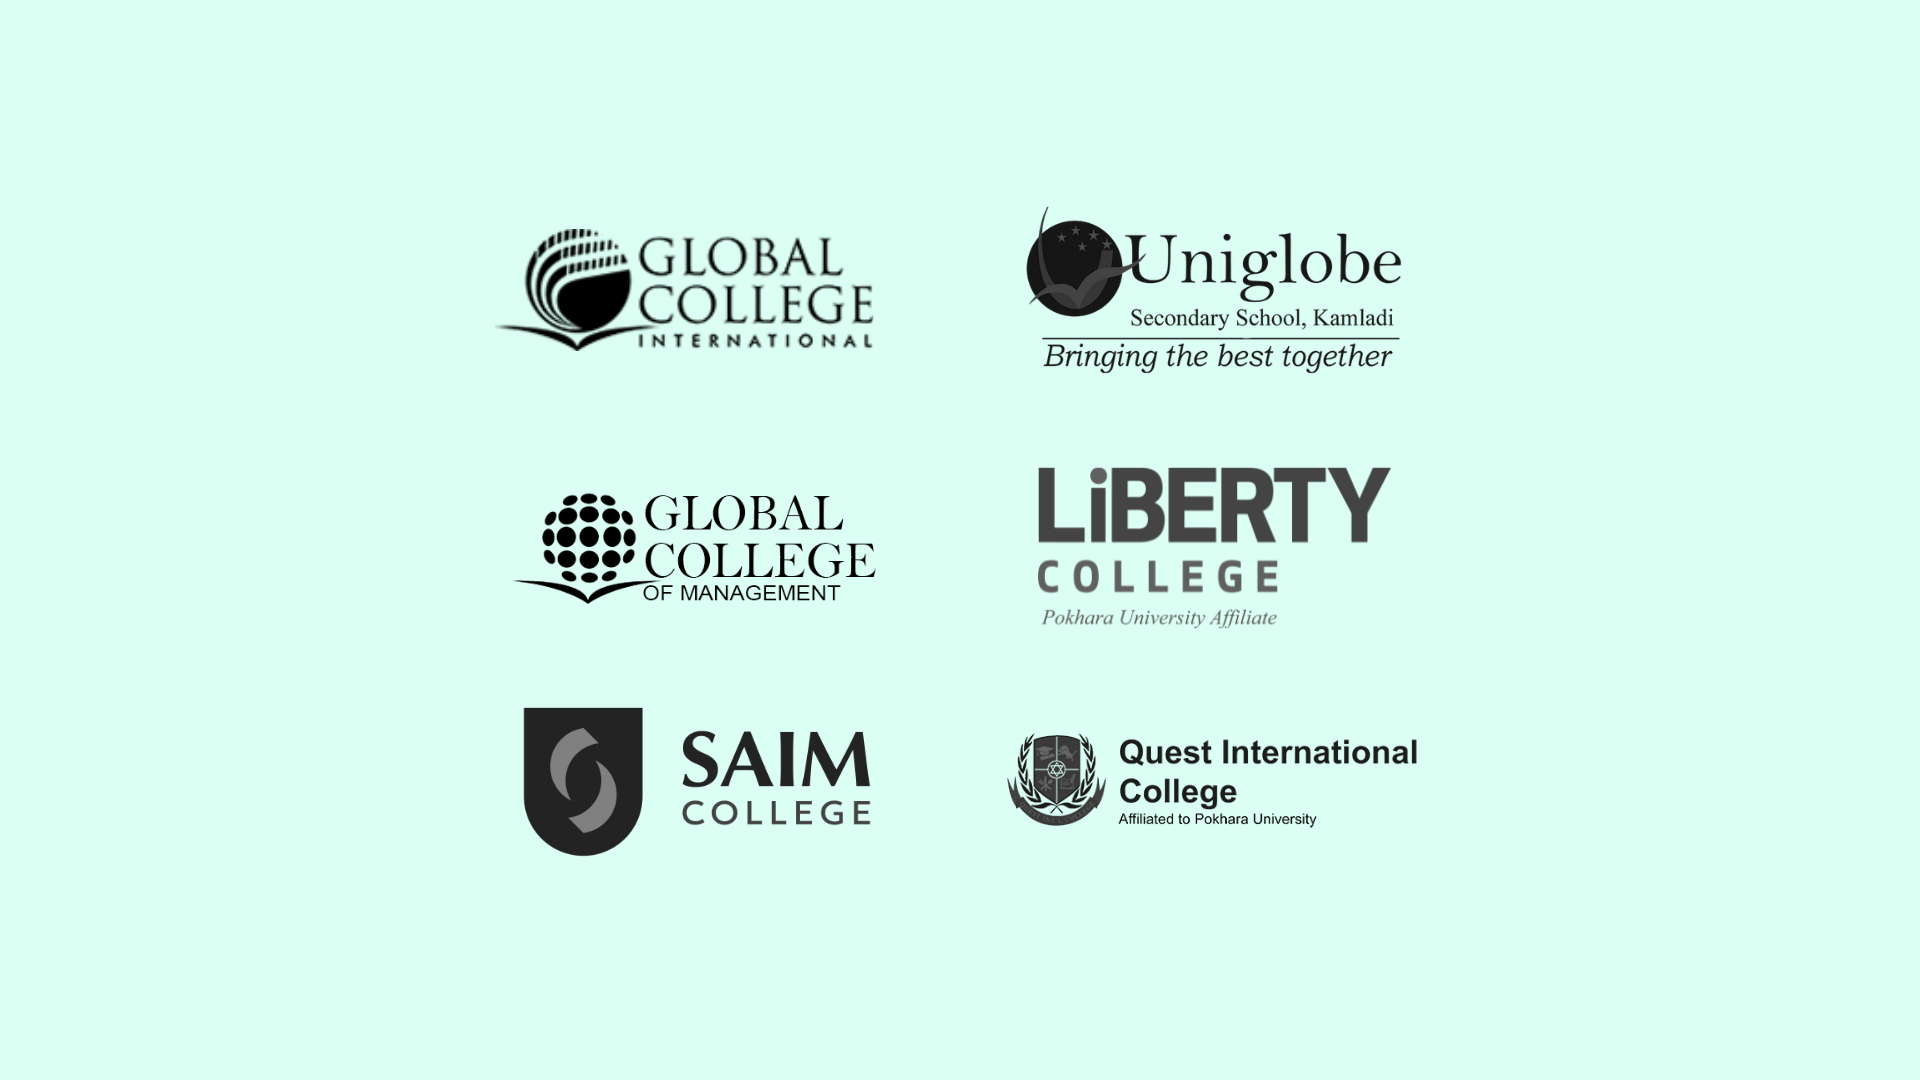 GLOBAL
COLLEGE
INTERNATIONAL
Uniglobe
Secondary School, Kamladi
Bringing the best together
GLOBAL
COLLEGE
OF MANAGEMENT
LiBERTY
COLLEGE
Pokhara University Affiliate
SAIM
COLLEGE
Quest International
College
Affiliated to Pokhara University